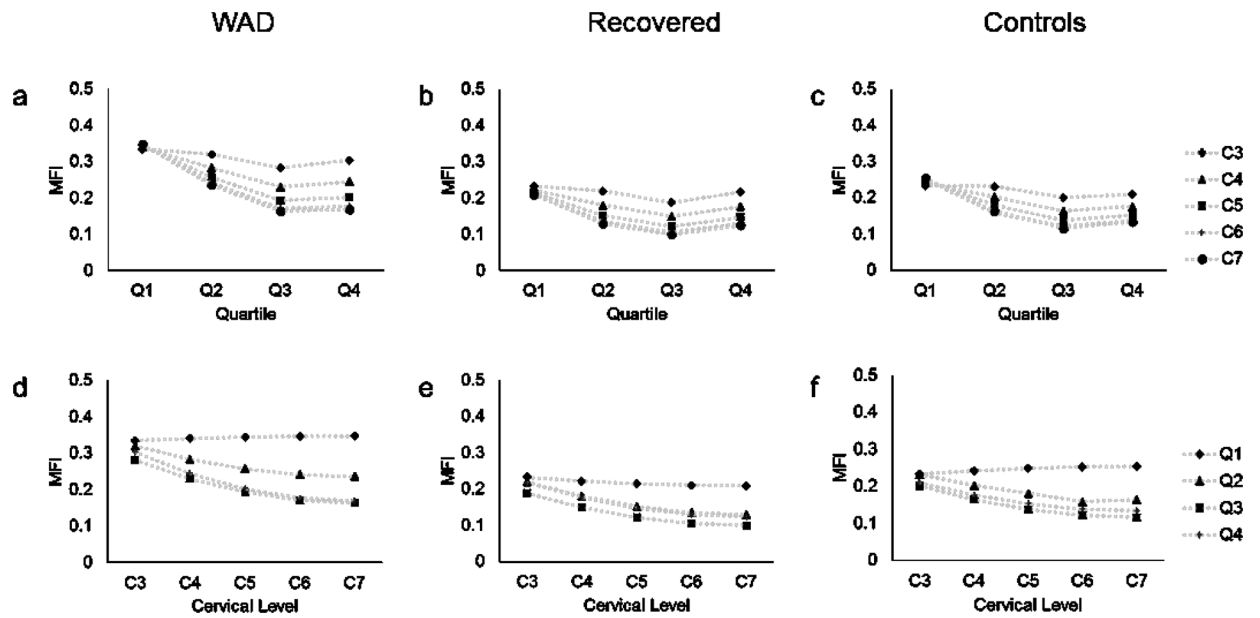 WAD Recovered Controls
a
0.5
0.4
0.3
0.2
0.1
0
MFI
Q1 Q2 Q3 Q4
Quartile
b
0.5
0.4
0.3
0.2
0.1
0
MFI
Q1 Q2 Q3 Q4
Quartile
c
0.5
0.4
0.3
0.2
0.1
0
MFI
Q1 Q2 Q3 Q4
Quartile
C3
C4
C5
C6
C7
d
0.5
0.4
0.3
0.2
0.1
0
MFI
C3 C4 C5 C6 C7
Cervical Level
e
0.5
0.4
0.3
0.2
0.1
0
MFI
C3 C4 C5 C6 C7
Cervical Level
f
0.5
0.4
0.3
0.2
0.1
0
MFI
C3 C4 C5 C6 C7
Cervical Level
Q1
Q2
Q3
Q4